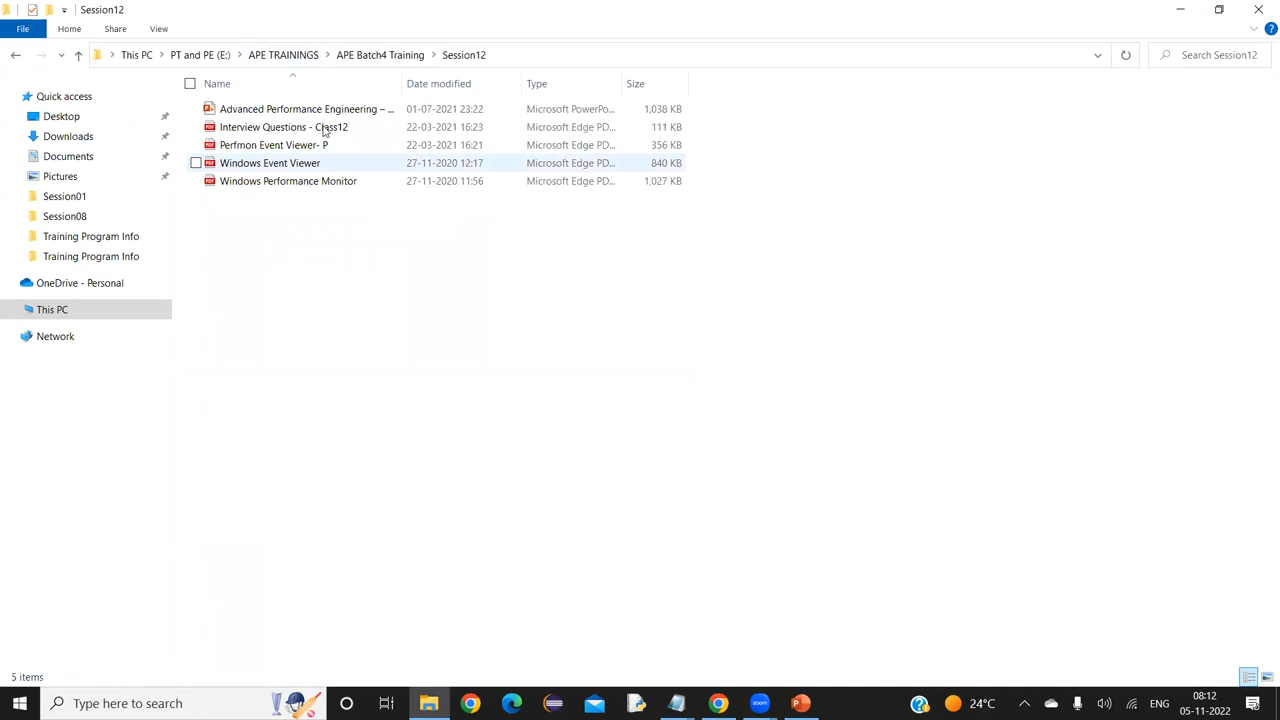 Session12
File Home Share View
This PC PT and PE (E:) APE TRAININGS APE Batch4 Training Session12 Search Session12
Name Date modified Type Size
Quick access
Desktop
Downloads
Documents
Pictures
Session01
Session08
Training Program Info
Training Program Info
OneDrive - Personal
This PC
Network
Advanced Performance Engineering – ... 01-07-2021 23:22 Microsoft PowerPo... 1,038 KB
Interview Questions - Class12 22-03-2021 16:23 Microsoft Edge PD... 111 KB
Perfmon Event Viewer- P 22-03-2021 16:21 Microsoft Edge PD... 356 KB
Windows Event Viewer 27-11-2020 12:17 Microsoft Edge PD... 840 KB
Windows Performance Monitor 27-11-2020 11:56 Microsoft Edge PD... 1,027 KB
5 items
Type here to search
zoom
24°C
ENG
08:12
05-11-2022